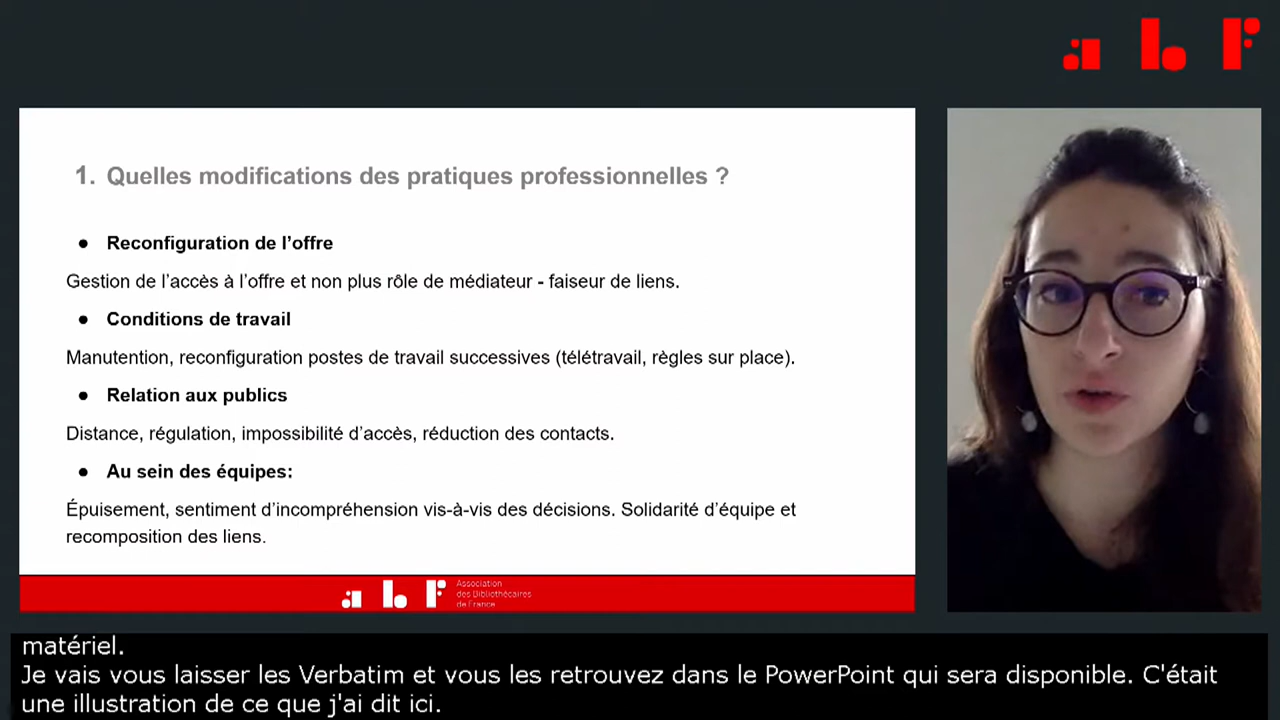 abf
1. Quelles modifications des pratiques professionnelles ?
● Reconfiguration de l’offre
Gestion de l’accès à l’offre et non plus rôle de médiateur - faiseur de liens.
● Conditions de travail
Manutention, reconfiguration postes de travail successives (télétravail, règles sur place).
● Relation aux publics
Distance, régulation, impossibilité d’accès, réduction des contacts.
● Au sein des équipes:
Épuisement, sentiment d’incompréhension vis-à-vis des décisions. Solidarité d’équipe et
recomposition des liens.
abf
Association
des Bibliothécaires
de France
matériel.
Je vais vous laisser les Verbatim et vous les retrouvez dans le PowerPoint qui sera disponible. C'était
une illustration de ce que j'ai dit ici.